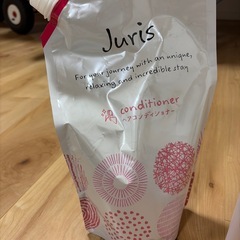 Juris
For your journey with an unique,
relaxing and incredible stay
conditioner
ヘアコンディショナー